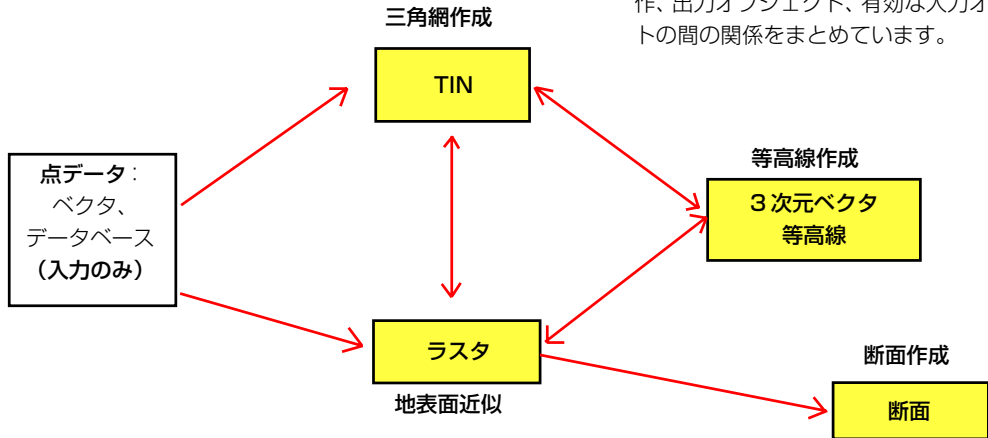 作、出力オブジェクト、有効な入力オ
トの間の関係をまとめています。
三角網作成
TIN
点データ：
ベクタ、
データベース
（入力のみ）
等高線作成
3次元ベクタ
等高線
ラスタ
地表面近似
断面作成
断面